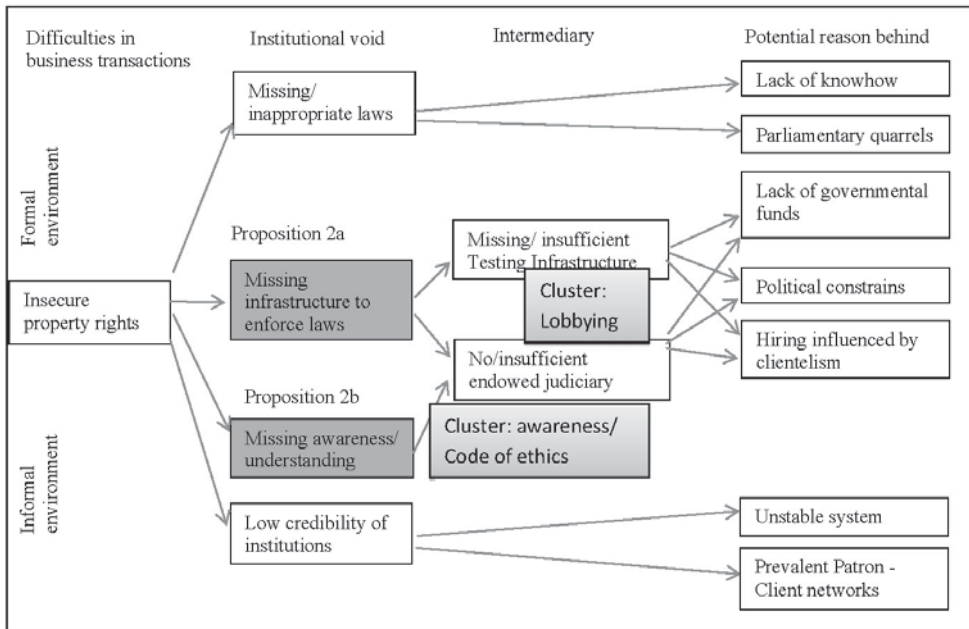 Difficulties in
business transactions
Institutional void
Intermediary
Potential reason behind
Formal
environment
Informal
environment
Insecure
property rights
Missing/
inappropriate laws
Proposition 2a
Missing
infrastructure to
enforce laws
Proposition 2b
Missing awareness/
understanding
Low credibility of
institutions
Missing/ insufficient
Testing Infrastructure
Cluster:
Lobbying
No/insufficient
endowed judiciary
Cluster: awareness/
Code of ethics
Lack of knowhow
Parliamentary quarrels
Lack of governmental
funds
Political constrains
Hiring influenced by
clientelism
Unstable system
Prevalent Patron -
Client networks